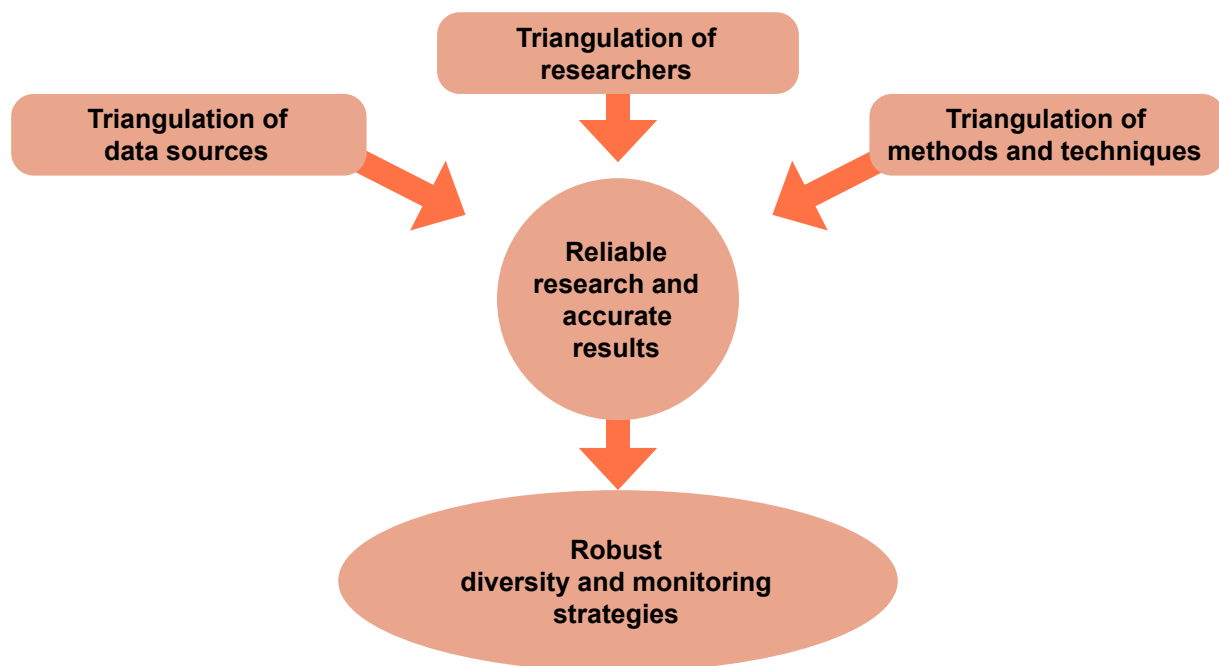 Triangulation of
researchers
Triangulation of
data sources
Triangulation of
methods and techniques
Reliable
research and
accurate
results
Robust
diversity and monitoring
strategies